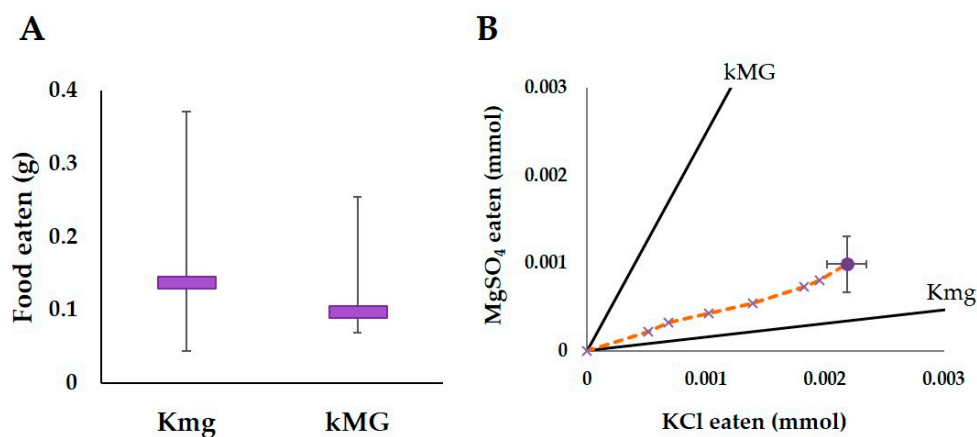 A
Food eaten (g)
0.4
0.3
0.2
0.1
0
Kmg kMG
B
MgSO₄ eaten (mmol)
0.003
0.002
0.001
0
kMG
Kmg
0 0.001 0.002 0.003
KCl eaten (mmol)